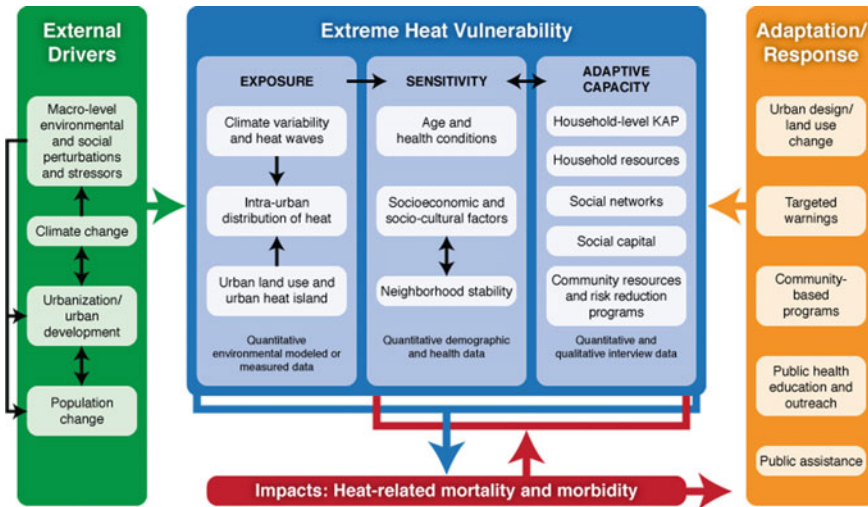 External
Drivers
Macro-level
environmental
and social
perturbations
and stressors
Climate change
Urbanization/
urban
development
Population
change
Extreme Heat Vulnerability
EXPOSURE
Climate variability
and heat waves
Intra-urban
distribution of heat
Urban land use and
urban heat island
Quantitative
environmental modeled or
measured data
SENSITIVITY
Age and
health conditions
Socioeconomic and
socio-cultural factors
Neighborhood stability
Quantitative demographic
and health data
ADAPTIVE
CAPACITY
Household-level KAP
Household resources
Social networks
Social capital
Community resources
and risk reduction
programs
Quantitative and
qualitative interview data
Impacts: Heat-related mortality and morbidity
Adaptation/
Response
Urban design/
land use
change
Targeted
warnings
Community-
based
programs
Public health
education and
outreach
Public assistance